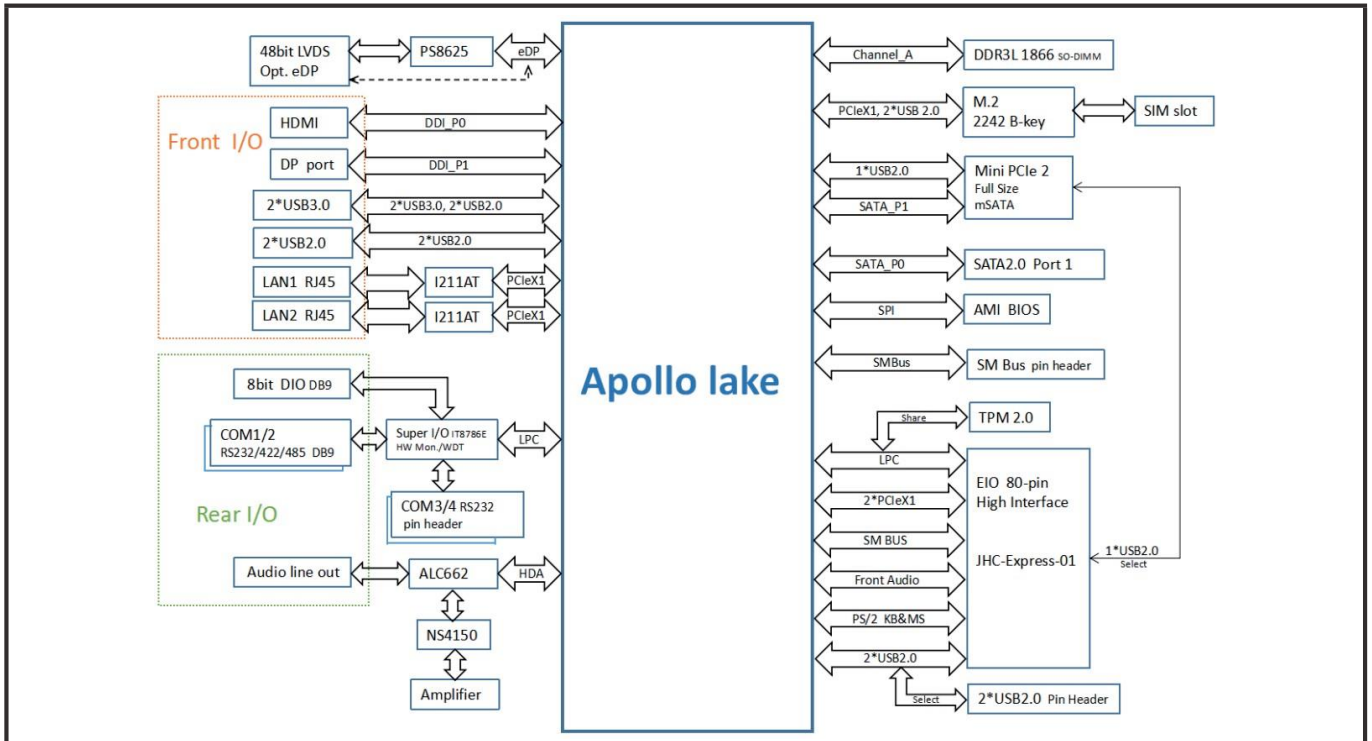 48bit LVDS
Opt. eDP
PS8625
eDP
Front I/O
HDMI
DDI_P0
DP port
DDI_P1
2*USB3.0
2*USB3.0, 2*USB2.0
2*USB2.0
2*USB2.0
LAN1 RJ45
I211AT
PCIeX1
LAN2 RJ45
I211AT
PCIeX1
Rear I/O
8bit DIO DB9
COM1/2
RS232/422/485 DB9
Super I/O IT8786E
HW Mon./WDT
LPC
COM3/4 RS232
pin header
Audio line out
ALC662
HDA
NS4150
Amplifier
Apollo lake
Channel_A
DDR3L 1866 SO-DIMM
PCIeX1, 2*USB 2.0
M.2
2242 B-key
SIM slot
1*USB2.0
SATA_P1
Mini PCIe 2
Full Size
mSATA
SATA_P0
SATA2.0 Port 1
SPI
AMI BIOS
SMBus
SM Bus pin header
Share
TPM 2.0
LPC
2*PCIeX1
SM BUS
Front Audio
PS/2 KB&MS
2*USB2.0
EIO 80-pin
High Interface
JHC-Express-01
1*USB2.0
Select
Select
2*USB2.0 Pin Header